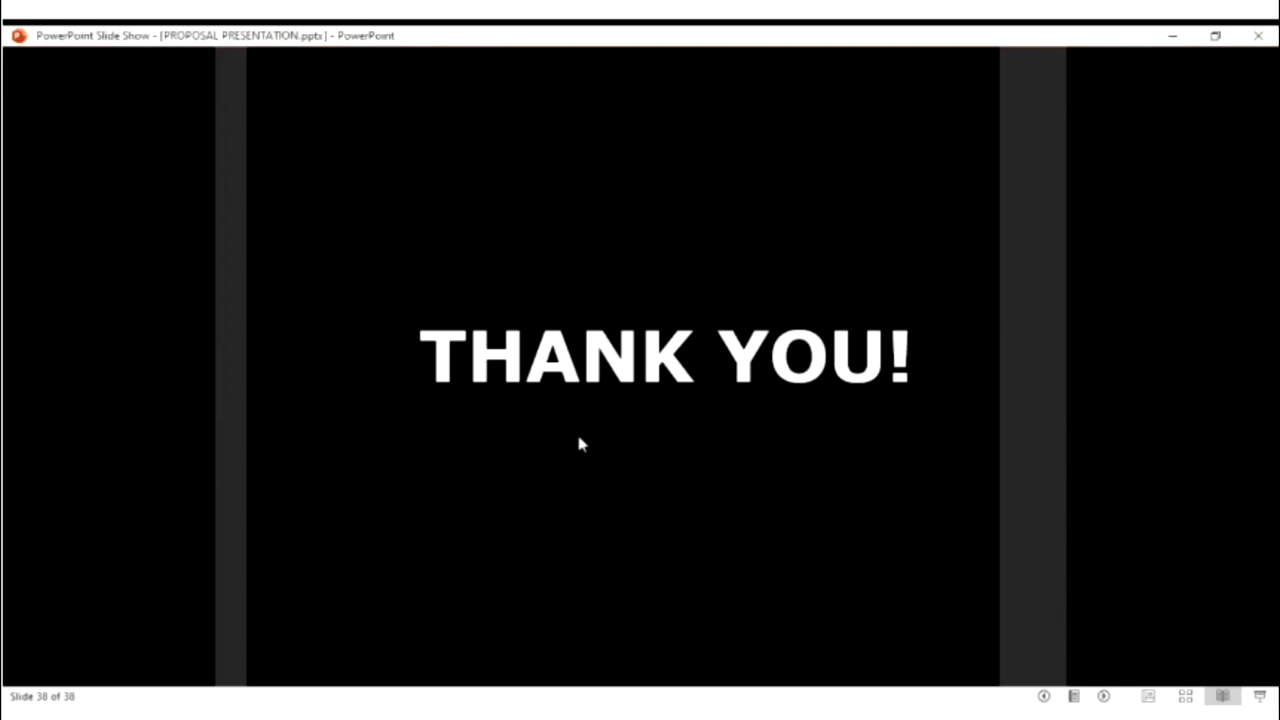 PowerPoint Slide Show - [PROPOSAL PRESENTATION.pptx] - PowerPoint
THANK YOU!
Slide 38 of 38